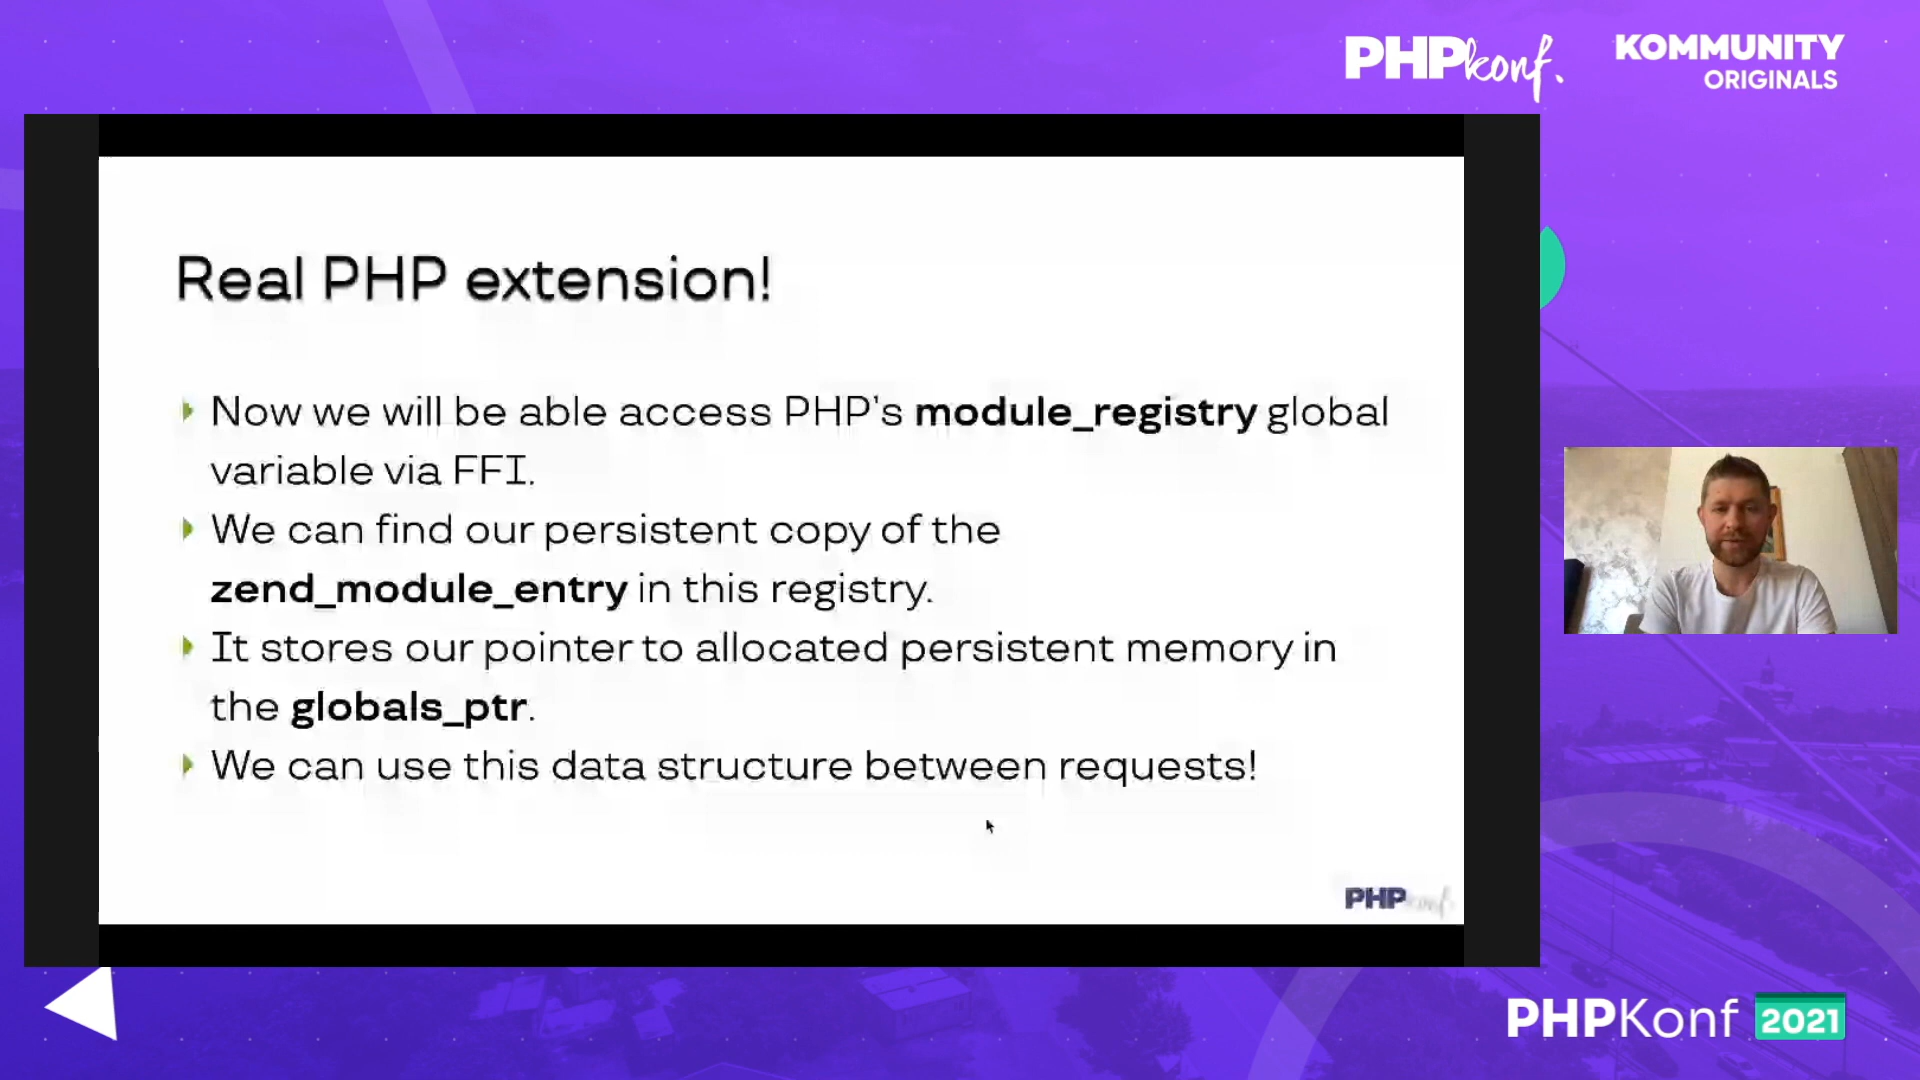 PHPkonf.
KOMMUNITY
ORIGINALS
Real PHP extension!
Now we will be able access PHP's module_registry global
variable via FFI.
We can find our persistent copy of the
zend_module_entry in this registry.
It stores our pointer to allocated persistent memory in
the globals_ptr.
We can use this data structure between requests!
PHPkonf.
PHPKonf 2021